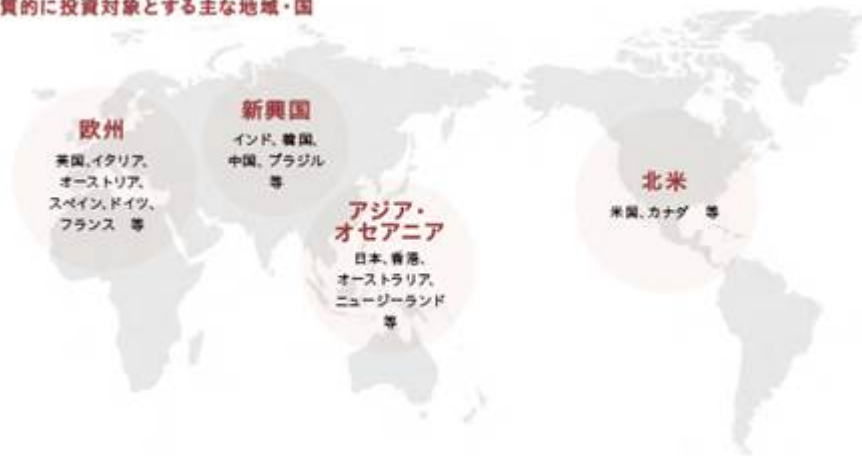 質的に投資対象とする主な地域・国
欧州
英国、イタリア、
オーストリア、
スペイン、ドイツ、
フランス 等
新興国
インド、韓国、
中国、ブラジル
等
アジア・
オセアニア
日本、香港、
オーストラリア、
ニュージーランド
等
北米
米国、カナダ 等